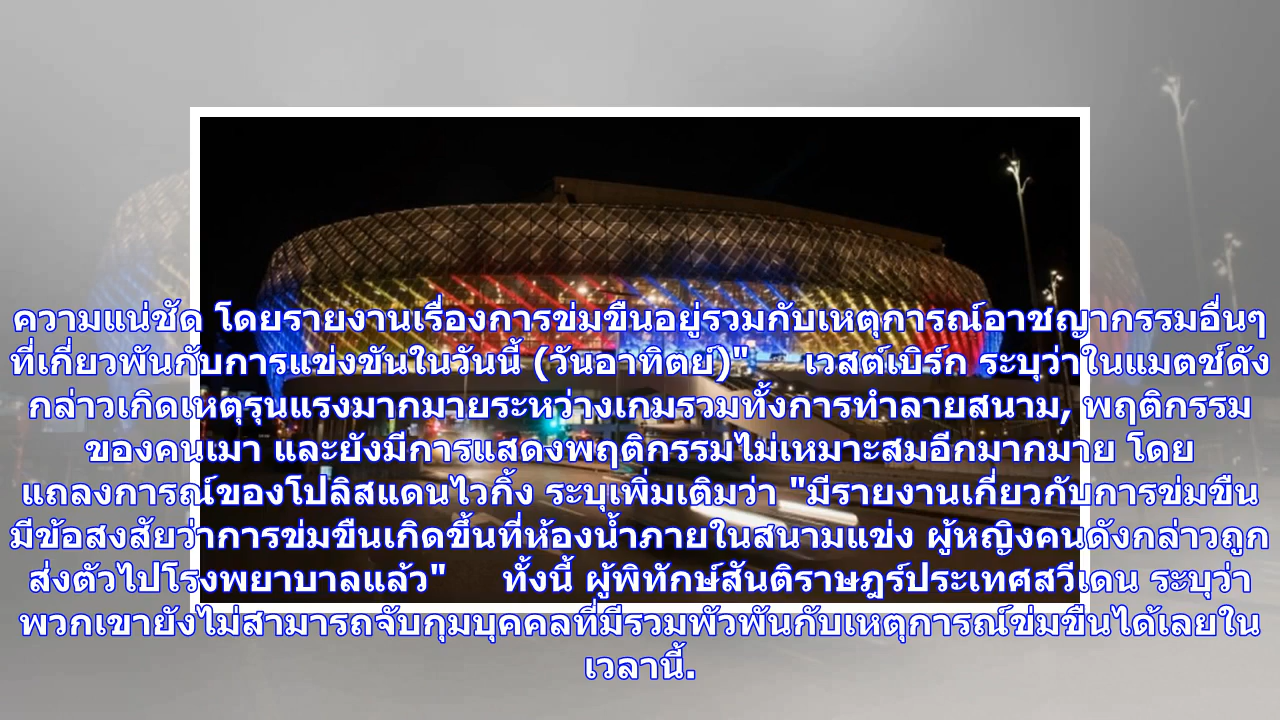 ความแน่ชัด โดยรายงานเรื่องการข่มขืนอยู่รวมกับเหตุการณ์อาชญากรรมอื่นๆ
ที่เกี่ยวพันกับการแข่งขันในวันนี้ (วันอาทิตย์)" เวสต์เบิร์ก ระบุว่าในแมตช์ดัง
กล่าวเกิดเหตุรุนแรงมากมายระหว่างเกมรวมทั้งการทำลายสนาม, พฤติกรรม
ของคนเมา และยังมีการแสดงพฤติกรรมไม่เหมาะสมอีกมากมาย โดย
แถลงการณ์ของโปลิสแดนไวกิ้ง ระบุเพิ่มเติมว่า "มีรายงานเกี่ยวกับการข่มขืน
มีข้อสงสัยว่าการข่มขืนเกิดขึ้นที่ห้องน้ำภายในสนามแข่ง ผู้หญิงคนดังกล่าวถูก
ส่งตัวไปโรงพยาบาลแล้ว" ทั้งนี้ ผู้พิทักษ์สันติราษฎร์ประเทศสวีเดน ระบุว่า
พวกเขายังไม่สามารถจับกุมบุคคลที่มีรวมพัวพันกับเหตุการณ์ข่มขืนได้เลยใน
เวลานี้.